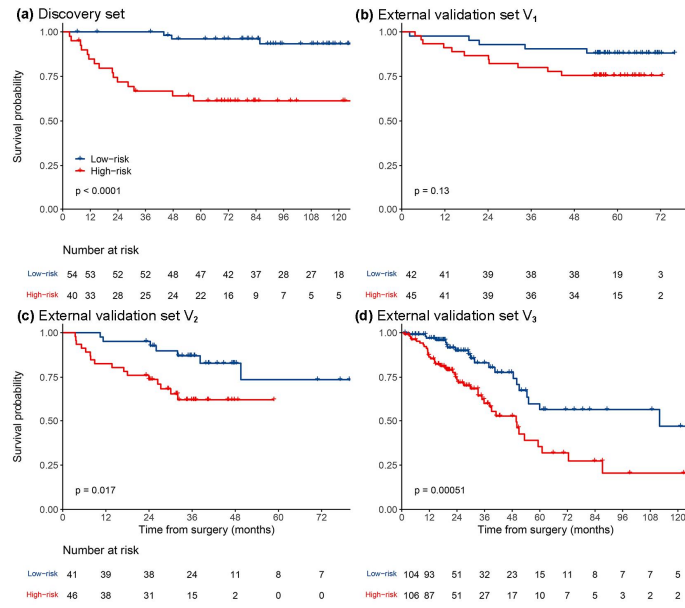 (a) Discovery set
(b) External validation set V1
Survival probability
1.00
0.75
0.50
0.25
0.00
Low−risk
High−risk
p < 0.0001
0 12 24 36 48 60 72 84 96 108 120
1.00
0.75
0.50
0.25
0.00
p = 0.13
0 12 24 36 48 60 72
Number at risk
Low−risk 54 53 52 52 48 47 42 37 28 27 18
High−risk 40 33 28 25 24 22 16 9 7 5 5
Low−risk 42 41 39 38 38 19 3
High−risk 45 41 39 36 34 15 2
(c) External validation set V2
(d) External validation set V3
Survival probability
1.00
0.75
0.50
0.25
0.00
p = 0.017
0 12 24 36 48 60 72
Time from surgery (months)
1.00
0.75
0.50
0.25
0.00
p = 0.00051
0 12 24 36 48 60 72 84 96 108 120
Time from surgery (months)
Number at risk
Low−risk 41 39 38 24 11 8 7
High−risk 46 38 31 15 2 0 0
Low−risk 104 93 51 32 23 15 11 8 7 7 5
High−risk 106 87 51 27 17 10 7 5 3 2 2